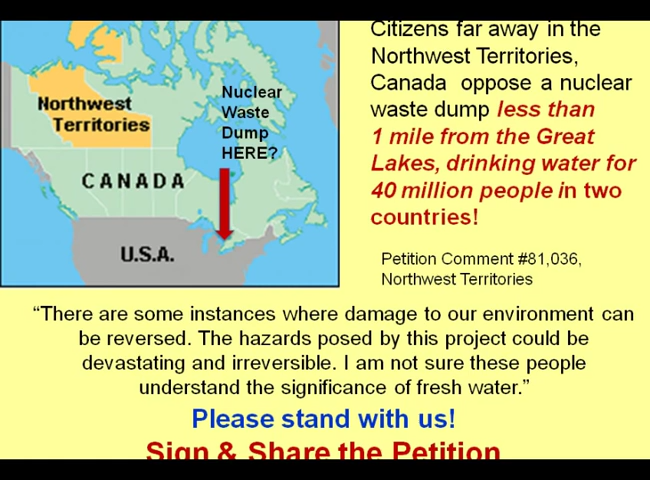 Northwest
Territories
Nuclear
Waste
Dump
HERE?
CANADA
U.S.A.
Citizens far away in the
Northwest Territories,
Canada oppose a nuclear
waste dump less than
1 mile from the Great
Lakes, drinking water for
40 million people in two
countries!
Petition Comment #81,036,
Northwest Territories
“There are some instances where damage to our environment can
be reversed. The hazards posed by this project could be
devastating and irreversible. I am not sure these people
understand the significance of fresh water.”
Please stand with us!
Sign & Share the Petition